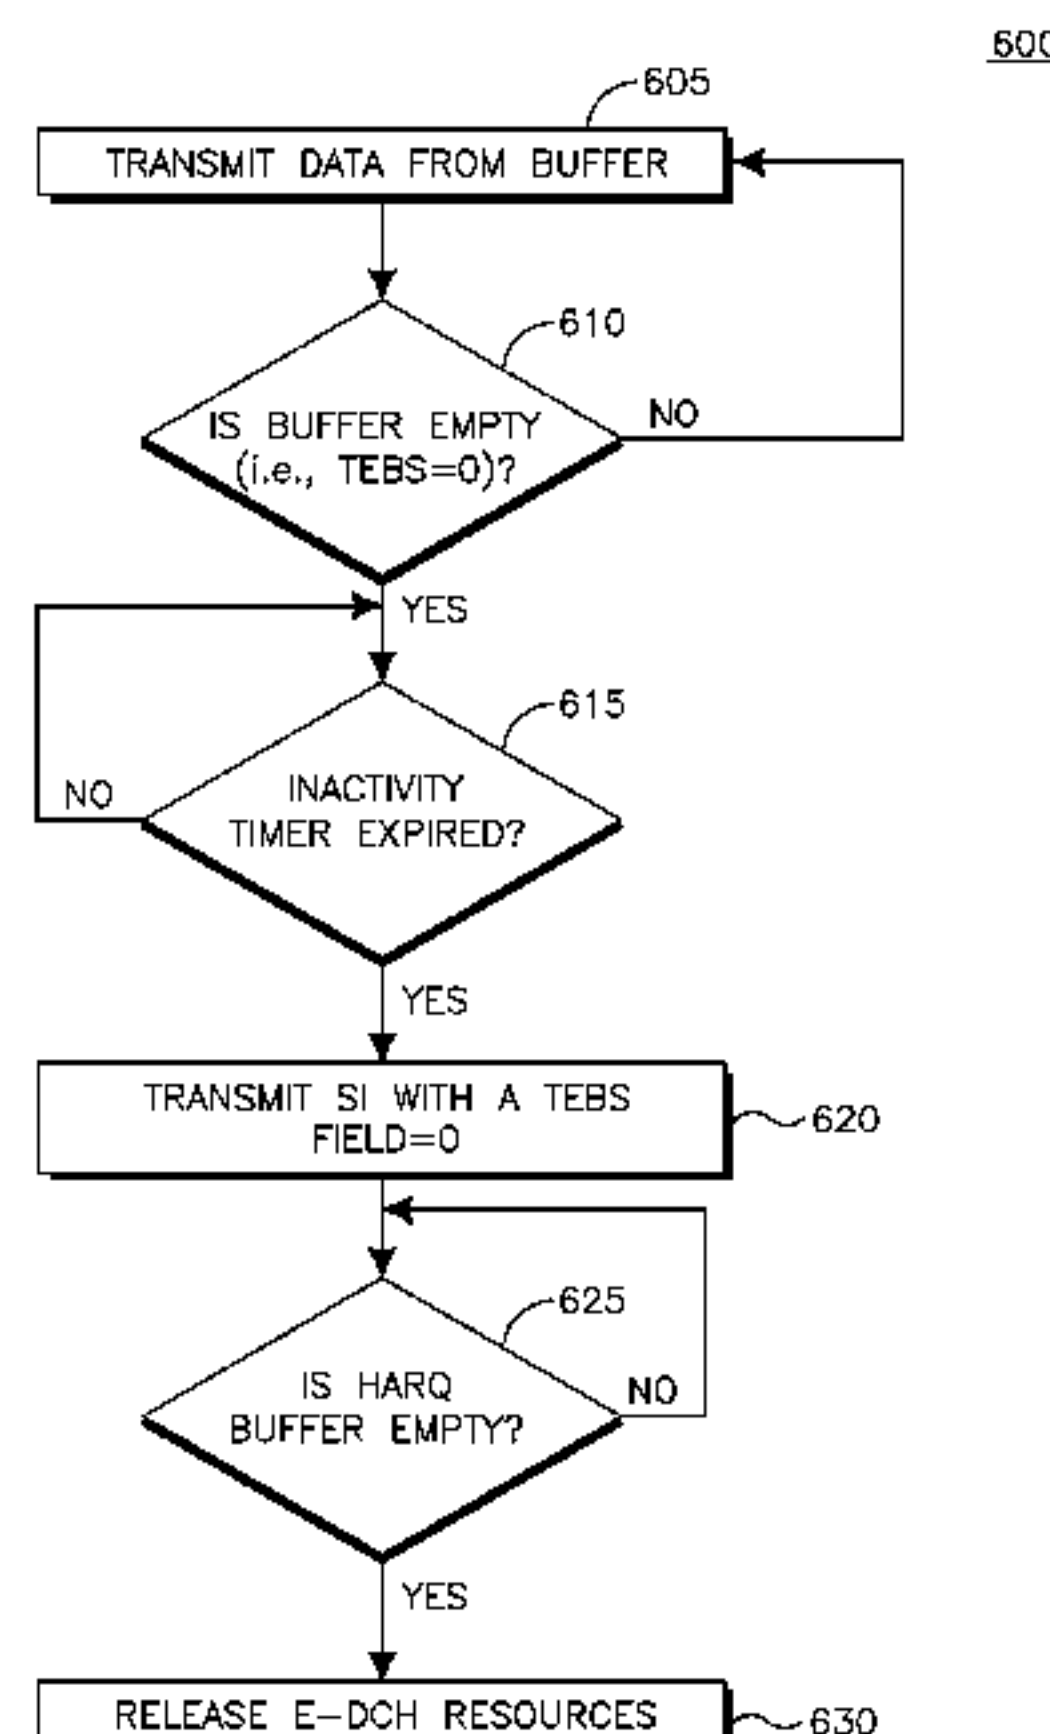 600
605
TRANSMIT DATA FROM BUFFER
610
IS BUFFER EMPTY
(i.e., TEBS=0)?
NO
YES
615
INACTIVITY
TIMER EXPIRED?
NO
YES
TRANSMIT SI WITH A TEBS
FIELD=0
620
625
IS HARQ
BUFFER EMPTY?
NO
YES
RELEASE E-DCH RESOURCES
630